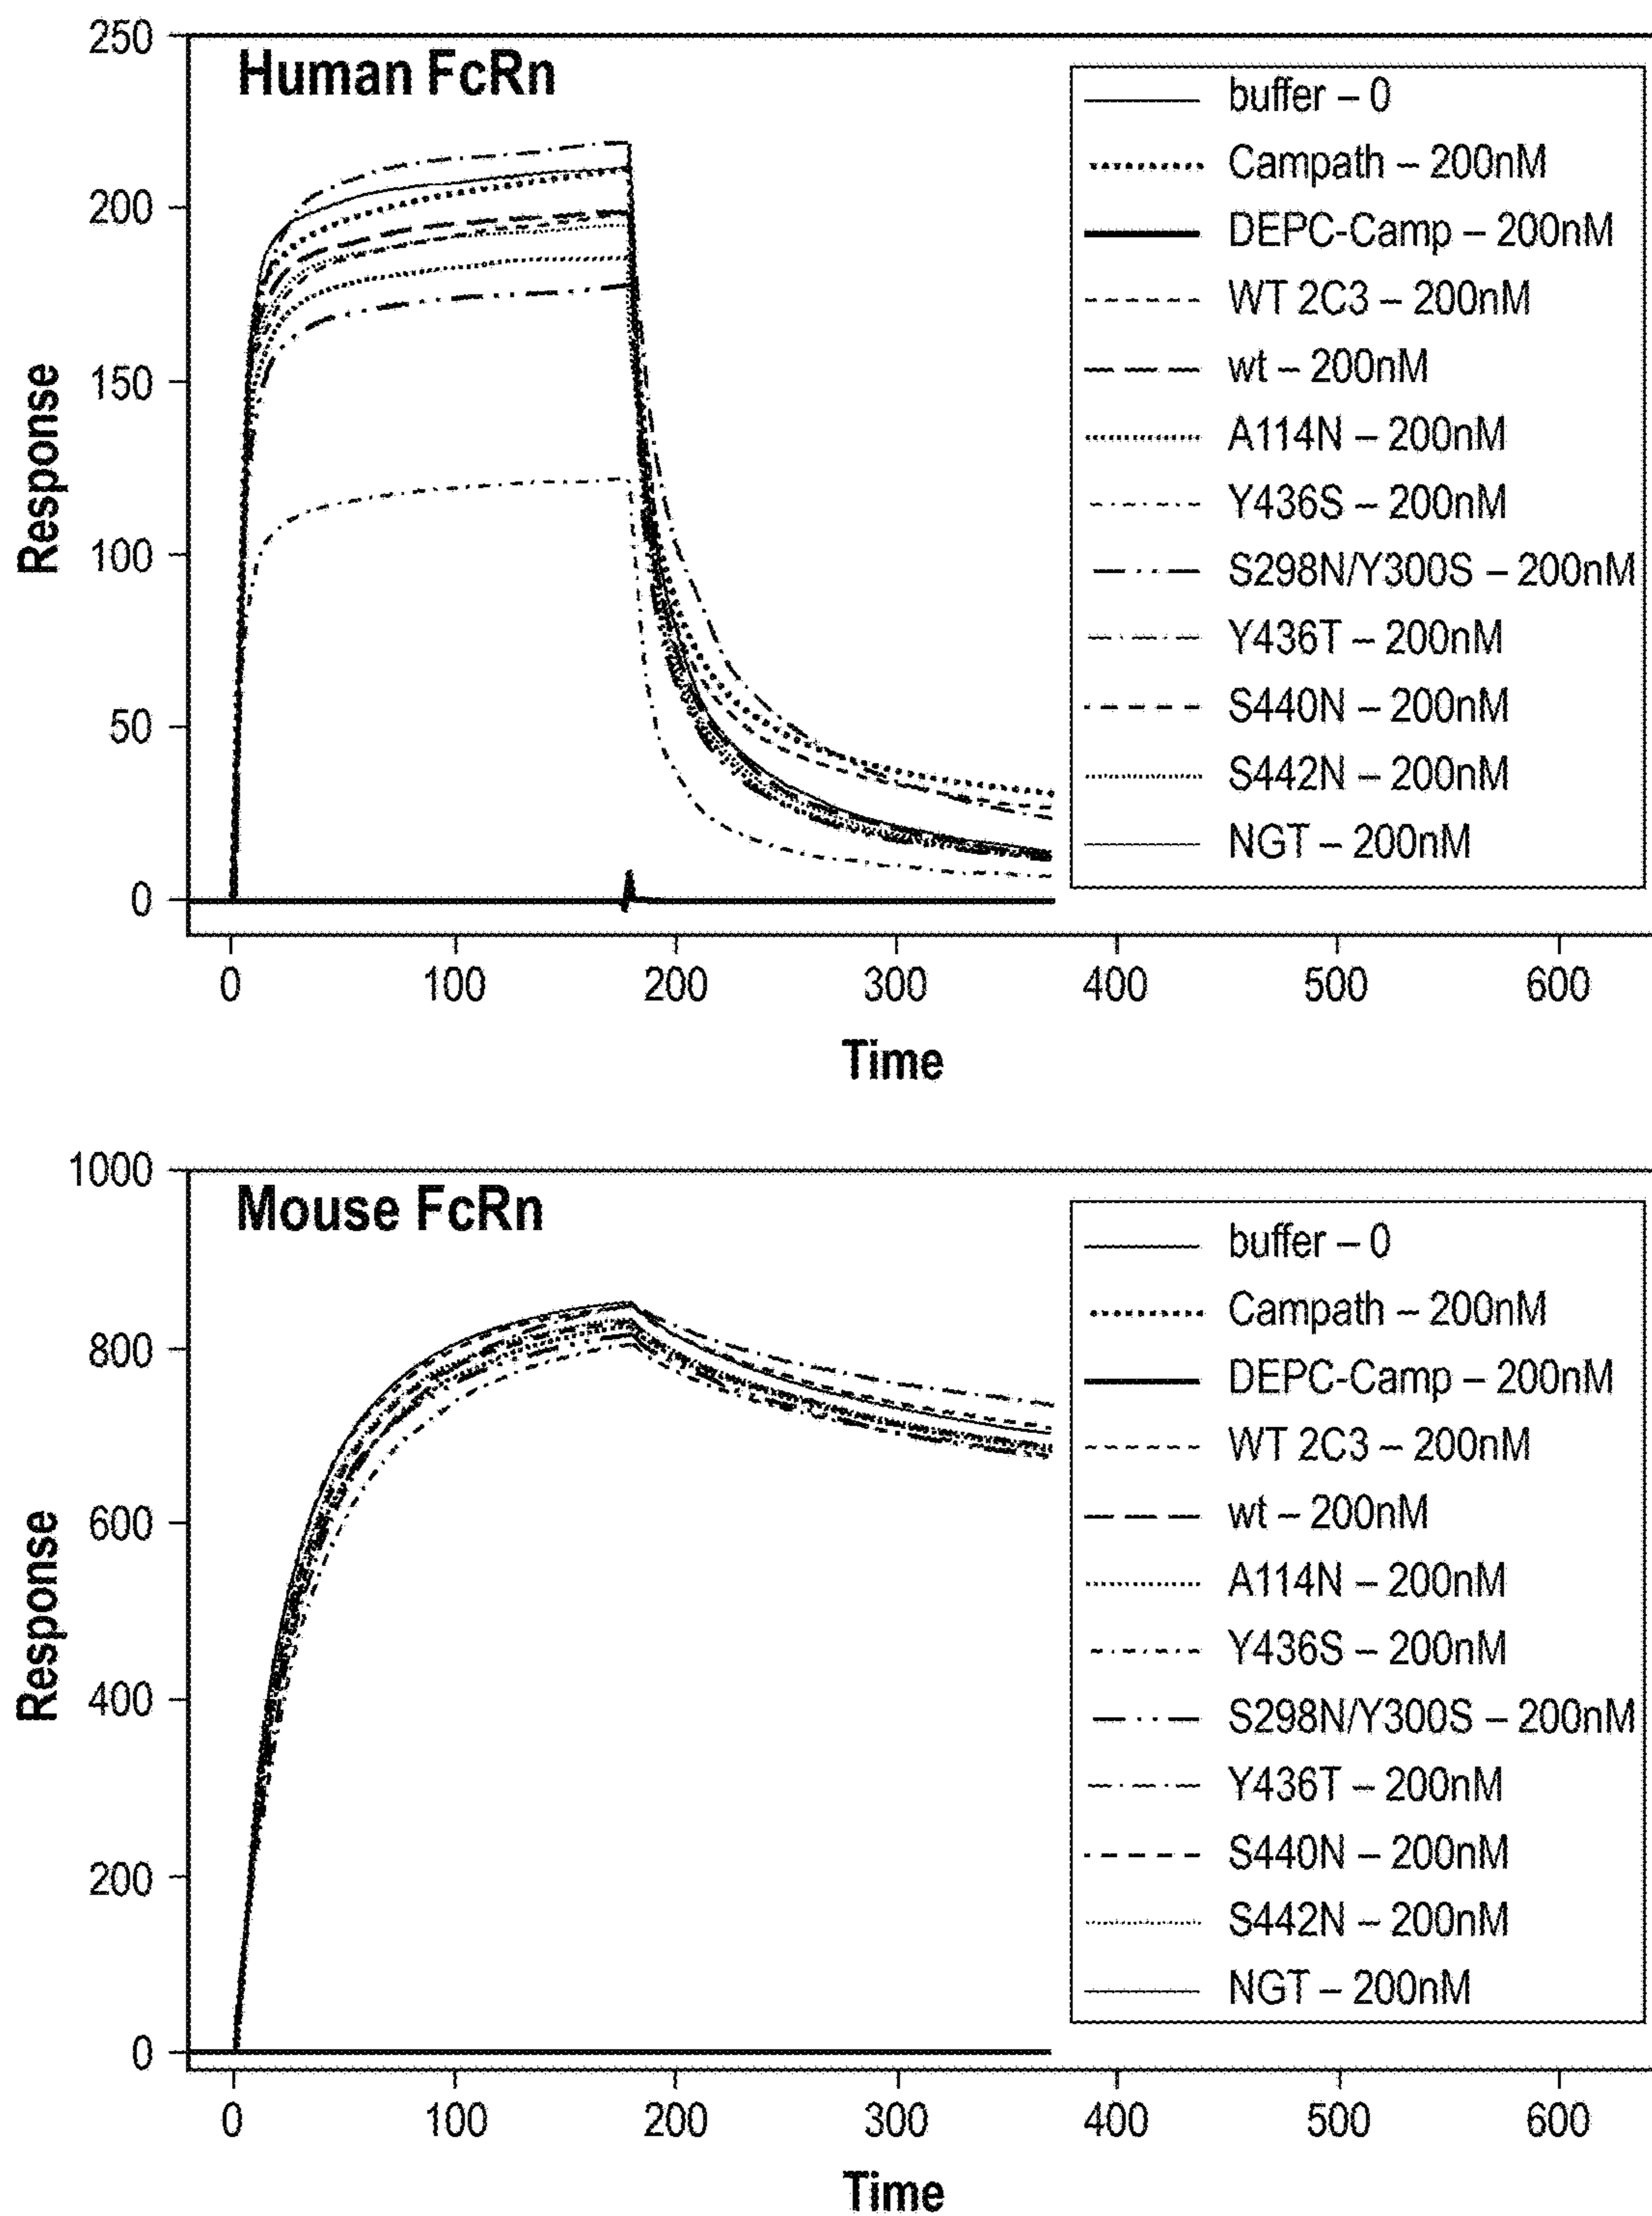 Human FcRn
250
200
150
100
50
0
Response
0 100 200 300 400 500 600
Time
buffer – 0
Campath – 200nM
DEPC-Camp – 200nM
WT 2C3 – 200nM
wt – 200nM
A114N – 200nM
Y436S – 200nM
S298N/Y300S – 200nM
Y436T – 200nM
S440N – 200nM
S442N – 200nM
NGT – 200nM
Mouse FcRn
1000
800
600
400
200
0
Response
0 100 200 300 400 500 600
Time
buffer – 0
Campath – 200nM
DEPC-Camp – 200nM
WT 2C3 – 200nM
wt – 200nM
A114N – 200nM
Y436S – 200nM
S298N/Y300S – 200nM
Y436T – 200nM
S440N – 200nM
S442N – 200nM
NGT – 200nM